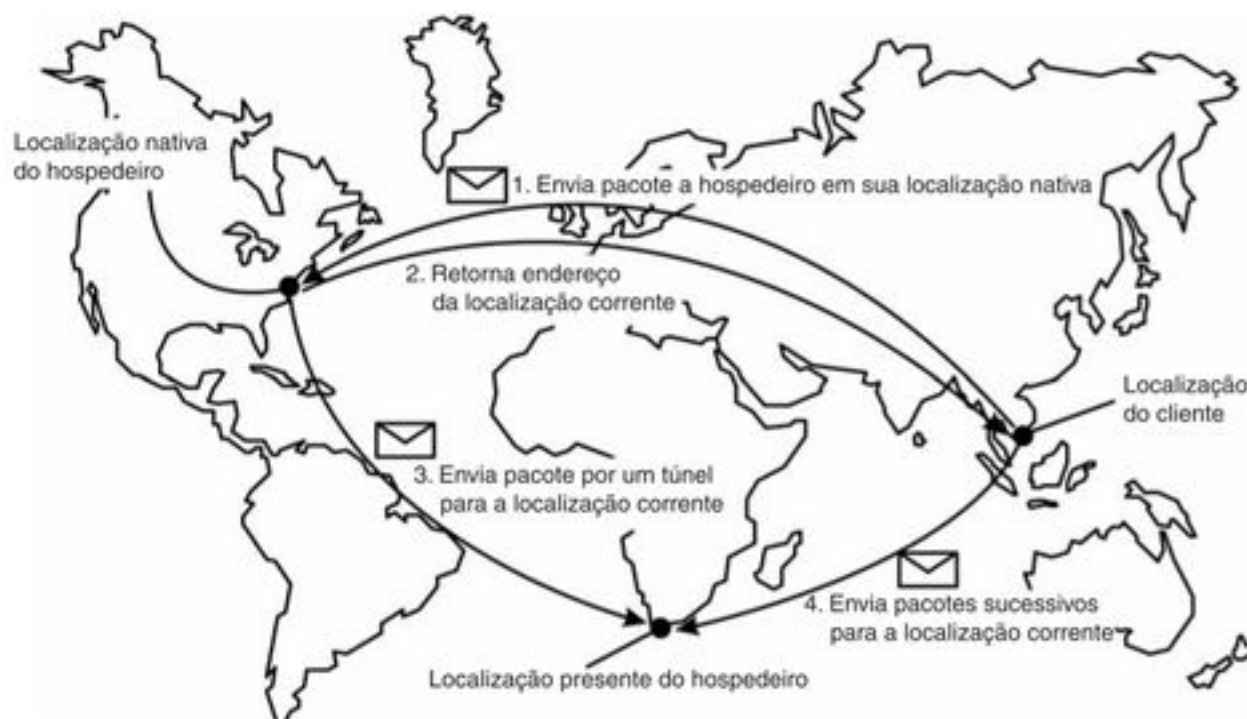 Localização nativa
do hospedeiro
1. Envia pacote a hospedeiro em sua localização nativa
2. Retorna endereço
da localização corrente
Localização
do cliente
3. Envia pacote por um túnel
para a localização corrente
4. Envia pacotes sucessivos
para a localização corrente
Localização presente do hospedeiro